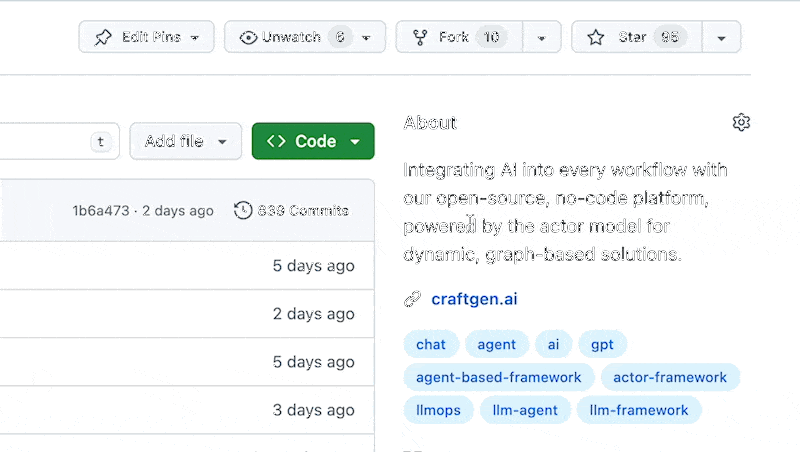 Edit Pins
Unwatch 6
Fork 10
Star 95
t
Add file
Code
1b6a473 · 2 days ago
Commits
5 days ago
2 days ago
5 days ago
3 days ago
About
Integrating AI into every workflow with
our open-source, no-code platform,
powered by the actor model for
dynamic, graph-based solutions.
craftgen.ai
chat agent ai gpt
agent-based-framework actor-framework
llmops llm-agent llm-framework